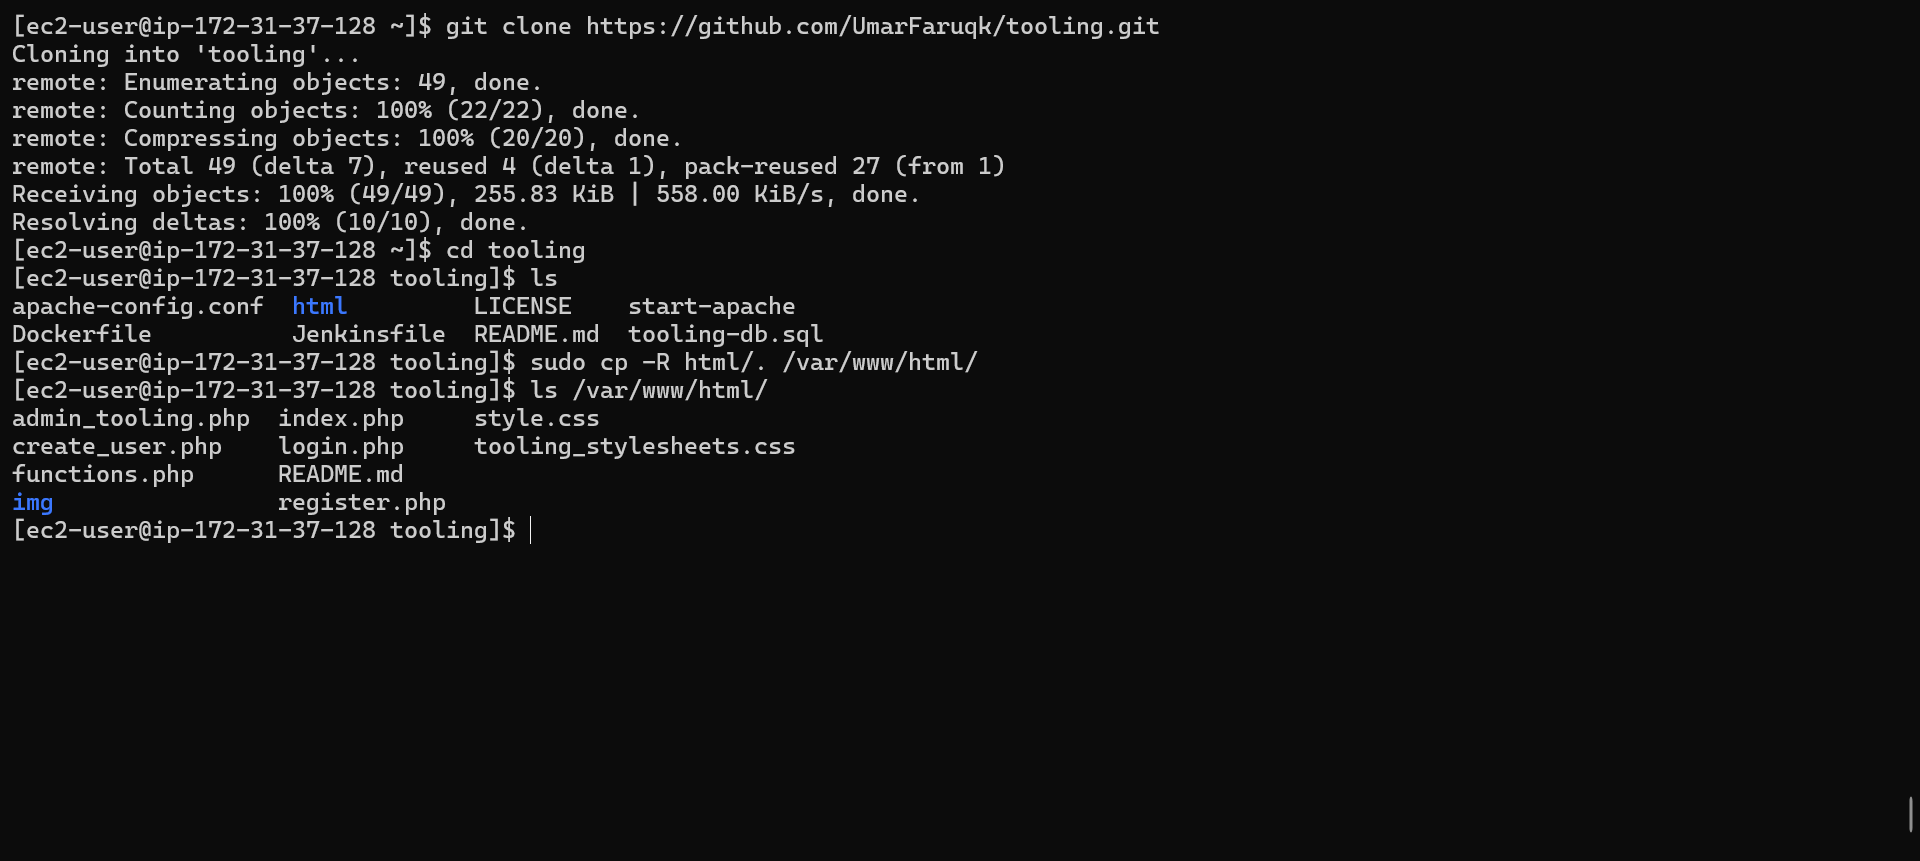 [ec2-user@ip-172-31-37-128 ~]$ git clone https://github.com/UmarFaruqk/tooling.git
Cloning into 'tooling'...
remote: Enumerating objects: 49, done.
remote: Counting objects: 100% (22/22), done.
remote: Compressing objects: 100% (20/20), done.
remote: Total 49 (delta 7), reused 4 (delta 1), pack-reused 27 (from 1)
Receiving objects: 100% (49/49), 255.83 KiB | 558.00 KiB/s, done.
Resolving deltas: 100% (10/10), done.
[ec2-user@ip-172-31-37-128 ~]$ cd tooling
[ec2-user@ip-172-31-37-128 tooling]$ ls
apache-config.conf  html         LICENSE    start-apache
Dockerfile          Jenkinsfile  README.md  tooling-db.sql
[ec2-user@ip-172-31-37-128 tooling]$ sudo cp -R html/. /var/www/html/
[ec2-user@ip-172-31-37-128 tooling]$ ls /var/www/html/
admin_tooling.php  index.php     style.css
create_user.php    login.php     tooling_stylesheets.css
functions.php      README.md
img                register.php
[ec2-user@ip-172-31-37-128 tooling]$